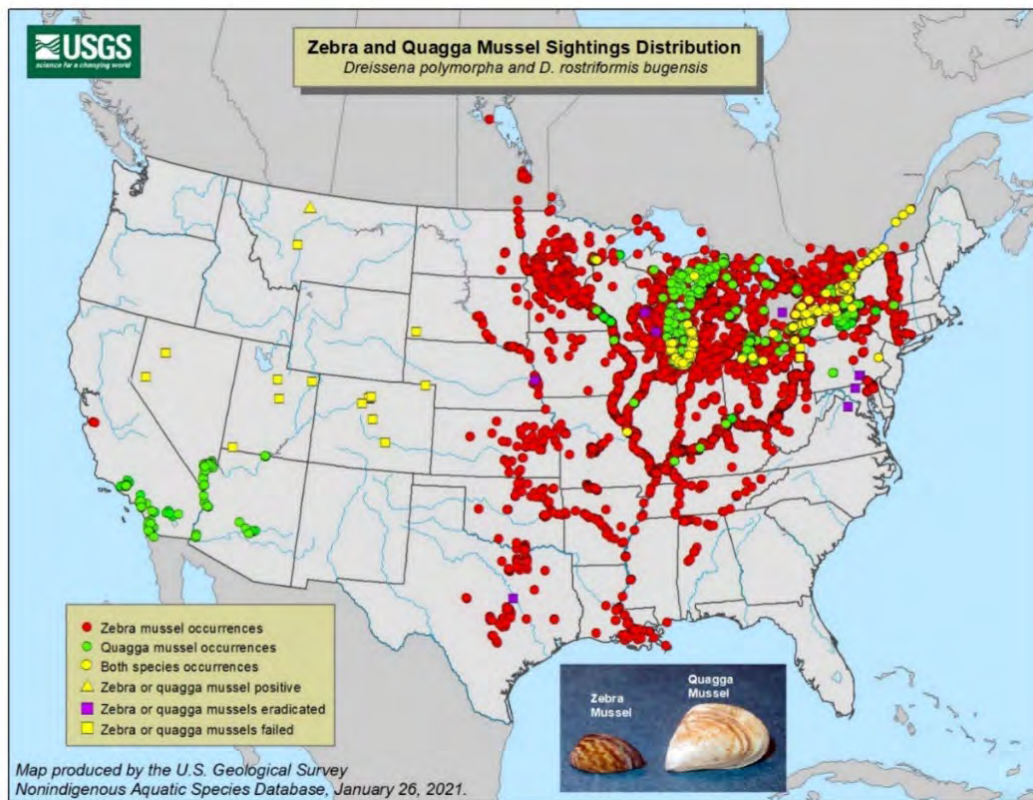 USGS
science for a changing world
Zebra and Quagga Mussel Sightings Distribution
Dreissena polymorpha and D. rostriformis bugensis
Zebra mussel occurrences
Quagga mussel occurrences
Both species occurrences
Zebra or quagga mussel positive
Zebra or quagga mussels eradicated
Zebra or quagga mussels failed
Zebra
Mussel
Quagga
Mussel
Map produced by the U.S. Geological Survey
Nonindigenous Aquatic Species Database, January 26, 2021.